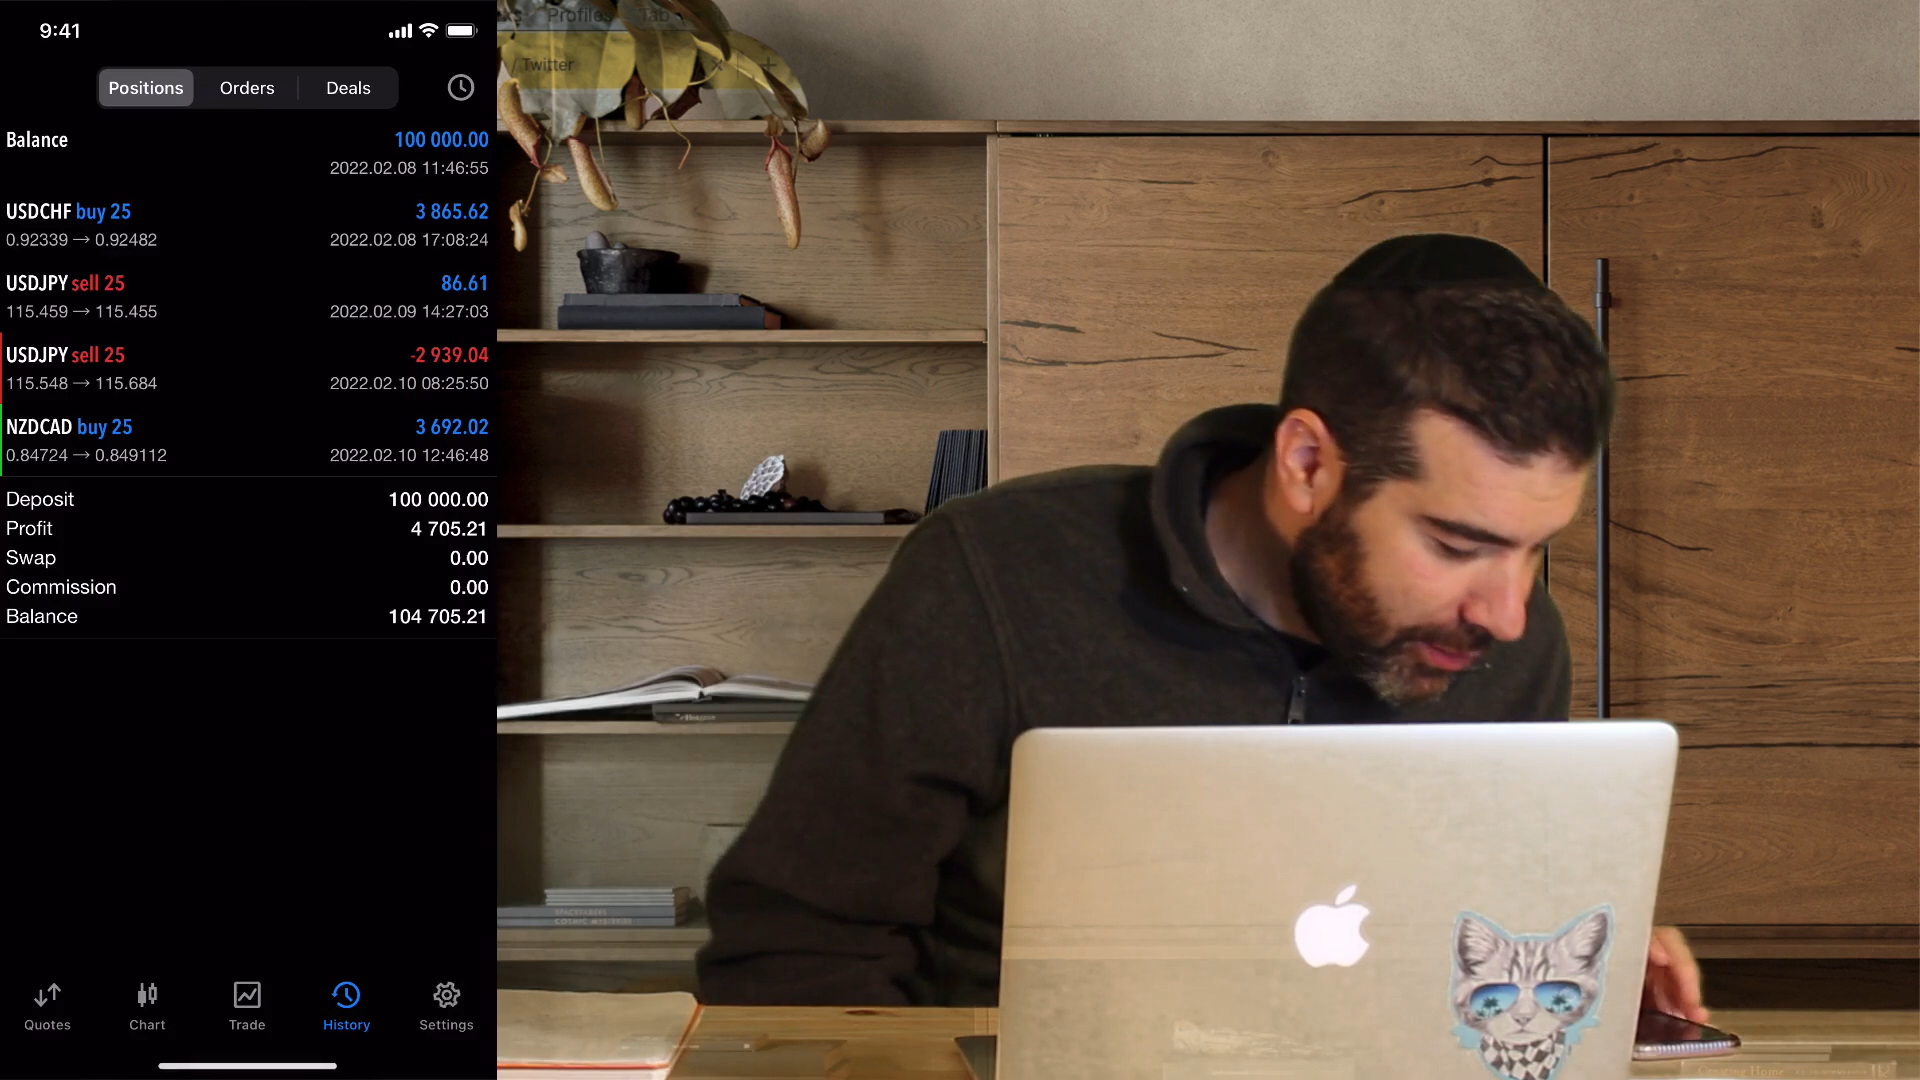 9:41
Positions Orders Deals
Balance 100 000.00
2022.02.08 11:46:55
USDCHF buy 25 3 865.62
0.92339 → 0.92482 2022.02.08 17:08:24
USDJPY sell 25 86.61
115.459 → 115.455 2022.02.09 14:27:03
USDJPY sell 25 -2 939.04
115.548 → 115.684 2022.02.10 08:25:50
NZDCAD buy 25 3 692.02
0.84724 → 0.849112 2022.02.10 12:46:48
Deposit 100 000.00
Profit 4 705.21
Swap 0.00
Commission 0.00
Balance 104 705.21
Quotes Chart Trade History Settings
Profiles Tab
/ Twitter
SPACEFARERS
COSMIC MYSTERIES